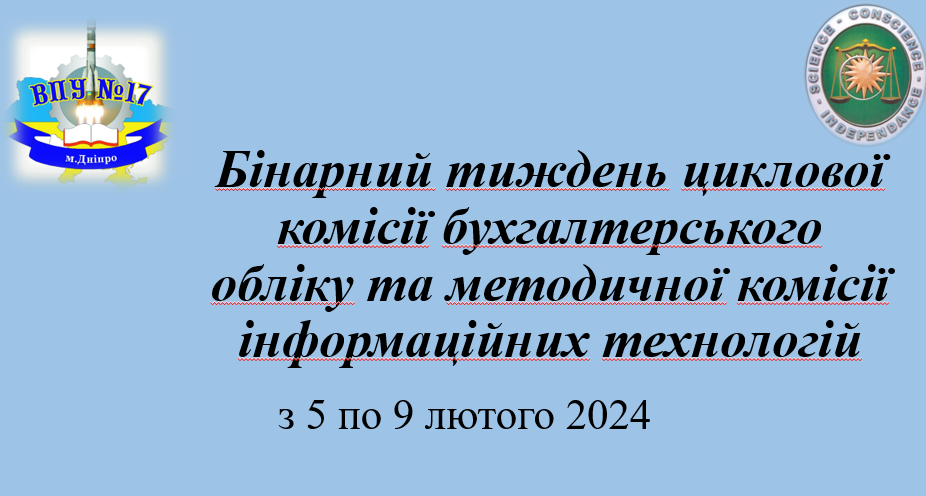 ВПУ №17
м.Дніпро
SCIENCE - CONSCIENCE - INDEPENDANCE -
Бінарний тиждень циклової
комісії бухгалтерського
обліку та методичної комісії
інформаційних технологій
з 5 по 9 лютого 2024